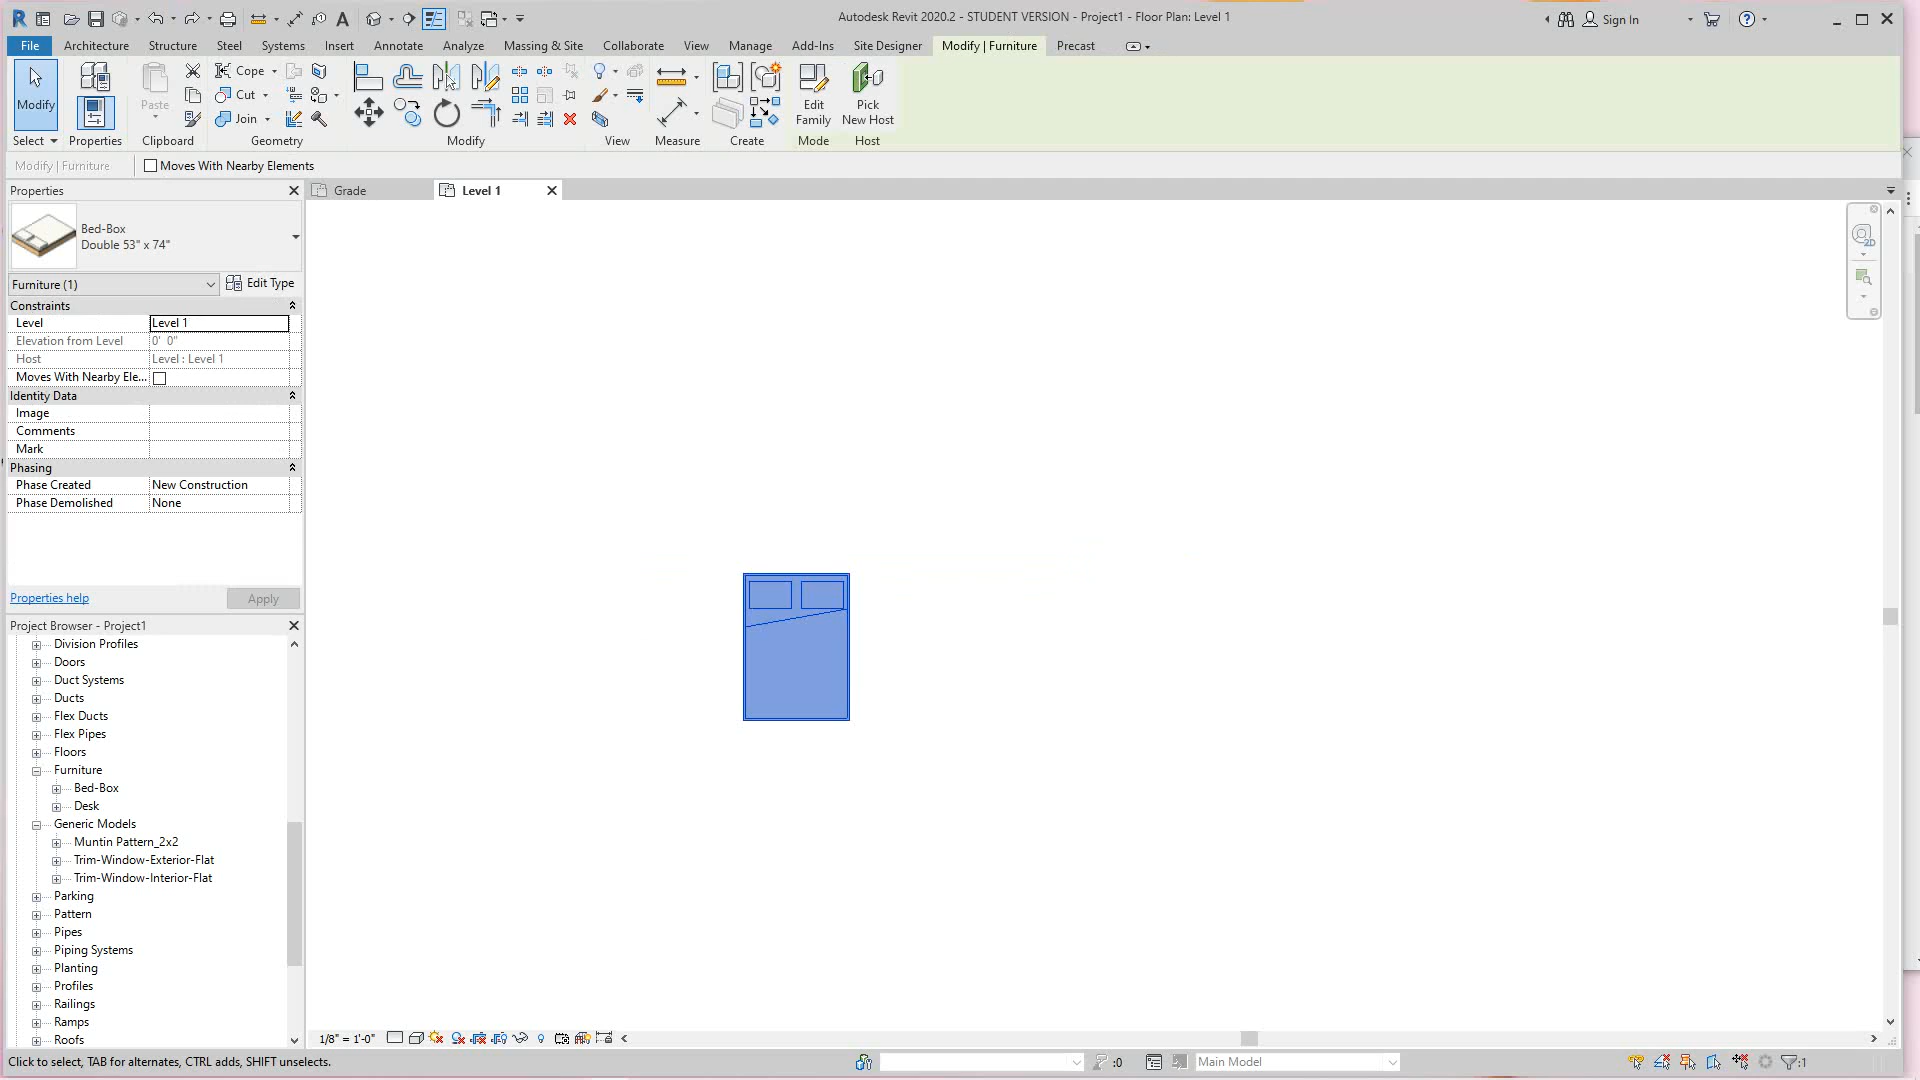 Autodesk Revit 2020.2 - STUDENT VERSION - Project1 - Floor Plan: Level 1
Sign In
File Architecture Structure Steel Systems Insert Annotate Analyze Massing & Site Collaborate View Manage Add-Ins Site Designer Modify | Furniture Precast
Modify
Select
Properties
Paste
Clipboard
Cope
Cut
Join
Geometry
Modify
View
Measure
Create
Edit
Family
Mode
Pick
New Host
Host
Modify | Furniture
Moves With Nearby Elements
Properties
Grade
Level 1
Bed-Box
Double 53" x 74"
Furniture (1)
Edit Type
Constraints
Level Level 1
Elevation from Level 0' 0"
Host Level : Level 1
Moves With Nearby Ele...
Identity Data
Image
Comments
Mark
Phasing
Phase Created New Construction
Phase Demolished None
Properties help
Apply
Project Browser - Project1
Division Profiles
Doors
Duct Systems
Ducts
Flex Ducts
Flex Pipes
Floors
Furniture
Bed-Box
Desk
Generic Models
Muntin Pattern_2x2
Trim-Window-Exterior-Flat
Trim-Window-Interior-Flat
Parking
Pattern
Pipes
Piping Systems
Planting
Profiles
Railings
Ramps
Roofs
2D
1/8" = 1'-0"
Click to select, TAB for alternates, CTRL adds, SHIFT unselects.
:0
Main Model
:1